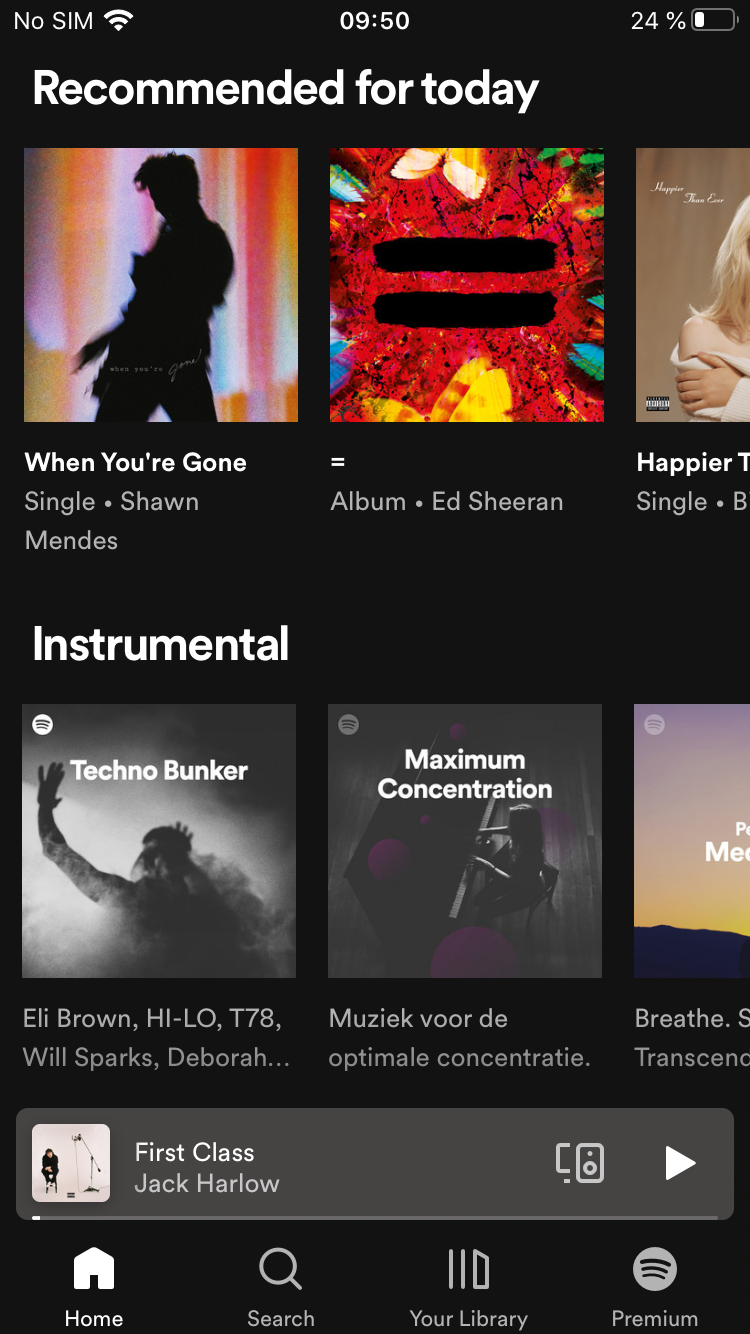 No SIM 09:50 24 %
Recommended for today
Happier
Than Ever
when you're gone
When You're Gone
Single • Shawn
Mendes
=
Album • Ed Sheeran
Happier T
Single • B
Instrumental
Techno Bunker
Maximum
Concentration
Pe
Med
Eli Brown, HI-LO, T78,
Will Sparks, Deborah...
Muziek voor de
optimale concentratie.
Breathe. S
Transcend
First Class
Jack Harlow
Home
Search
Your Library
Premium